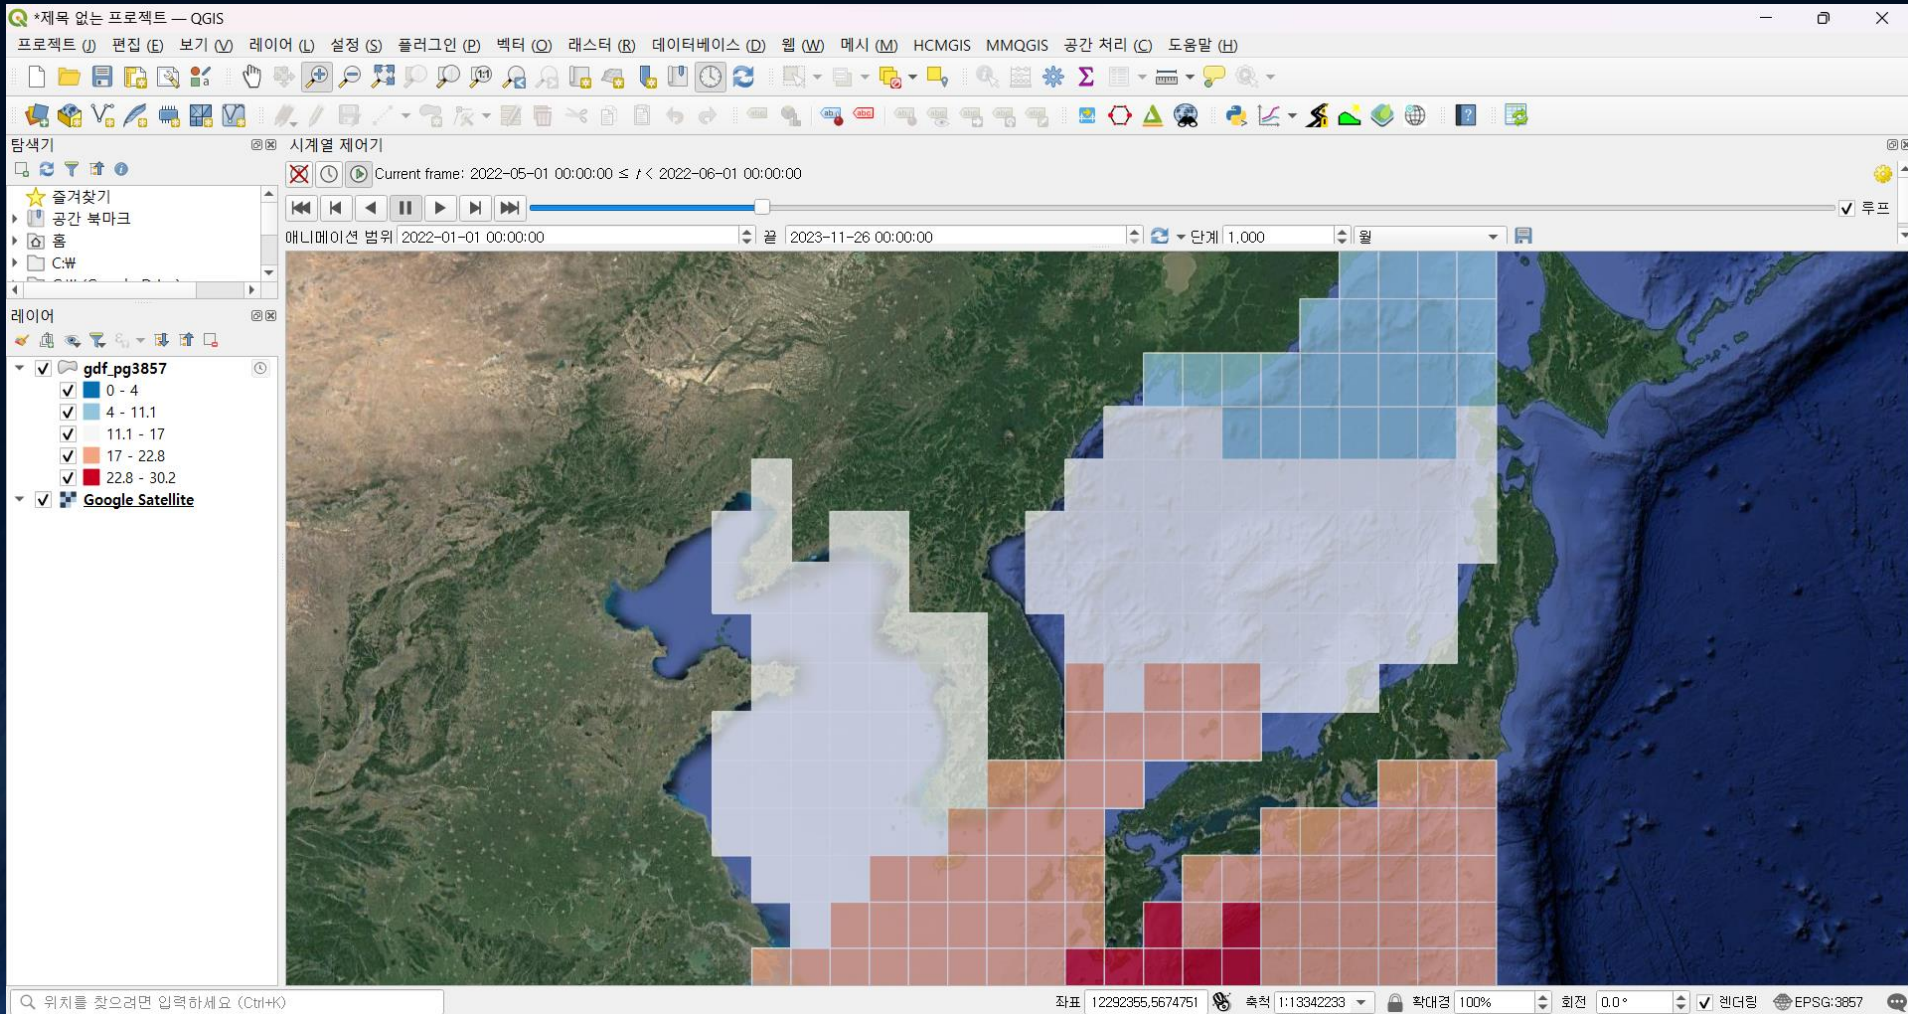 *제목 없는 프로젝트 — QGIS
프로젝트 (J) 편집 (E) 보기 (V) 레이어 (L) 설정 (S) 플러그인 (P) 벡터 (O) 래스터 (R) 데이터베이스 (D) 웹 (W) 메시 (M) HCMGIS MMQGIS 공간 처리 (C) 도움말 (H)
탐색기
즐겨찾기
공간 북마크
홈
C:₩
시계열 제어기
Current frame: 2022-05-01 00:00:00 ≤ t < 2022-06-01 00:00:00
루프
애니메이션 범위 2022-01-01 00:00:00 끝 2023-11-26 00:00:00 단계 1,000 월
레이어
gdf_pg3857
0 - 4
4 - 11.1
11.1 - 17
17 - 22.8
22.8 - 30.2
Google Satellite
위치를 찾으려면 입력하세요 (Ctrl+K)
좌표 12292355,5674751 축척 1:13342233 확대경 100% 회전 0.0 ° 렌더링 EPSG:3857